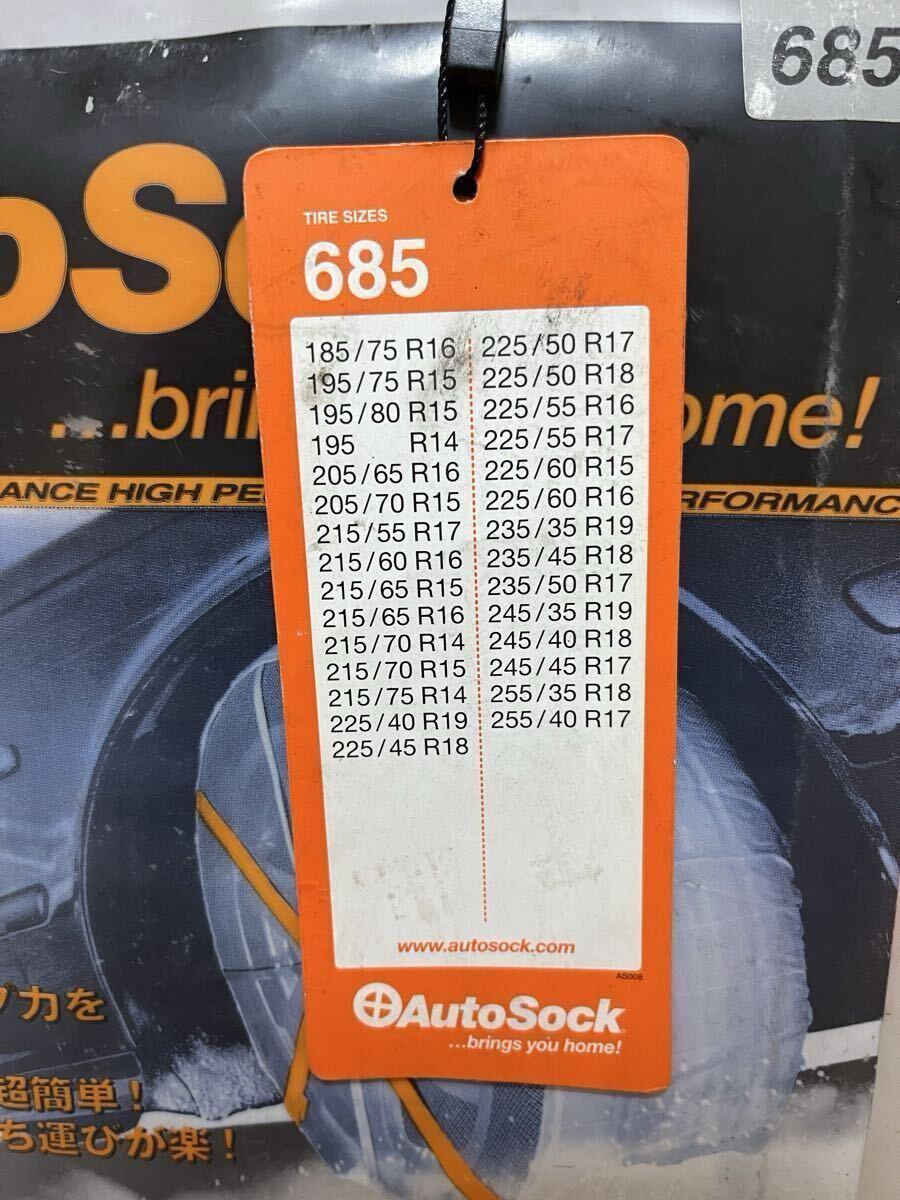 685
TIRE SIZES
685
185/75 R16
195/75 R15
195/80 R15
195 R14
205/65 R16
205/70 R15
215/55 R17
215/60 R16
215/65 R15
215/65 R16
215/70 R14
215/70 R15
215/75 R14
225/40 R19
225/45 R18
225/50 R17
225/50 R18
225/55 R16
225/55 R17
225/60 R15
225/60 R16
235/35 R19
235/45 R18
235/50 R17
245/35 R19
245/40 R18
245/45 R17
255/35 R18
255/40 R17
www.autosock.com
AS008
AutoSock
...brings you home!
oS
...bri ome!
ANCE HIGH PE RFORMANC
力を
超簡単!
ち運びが楽!